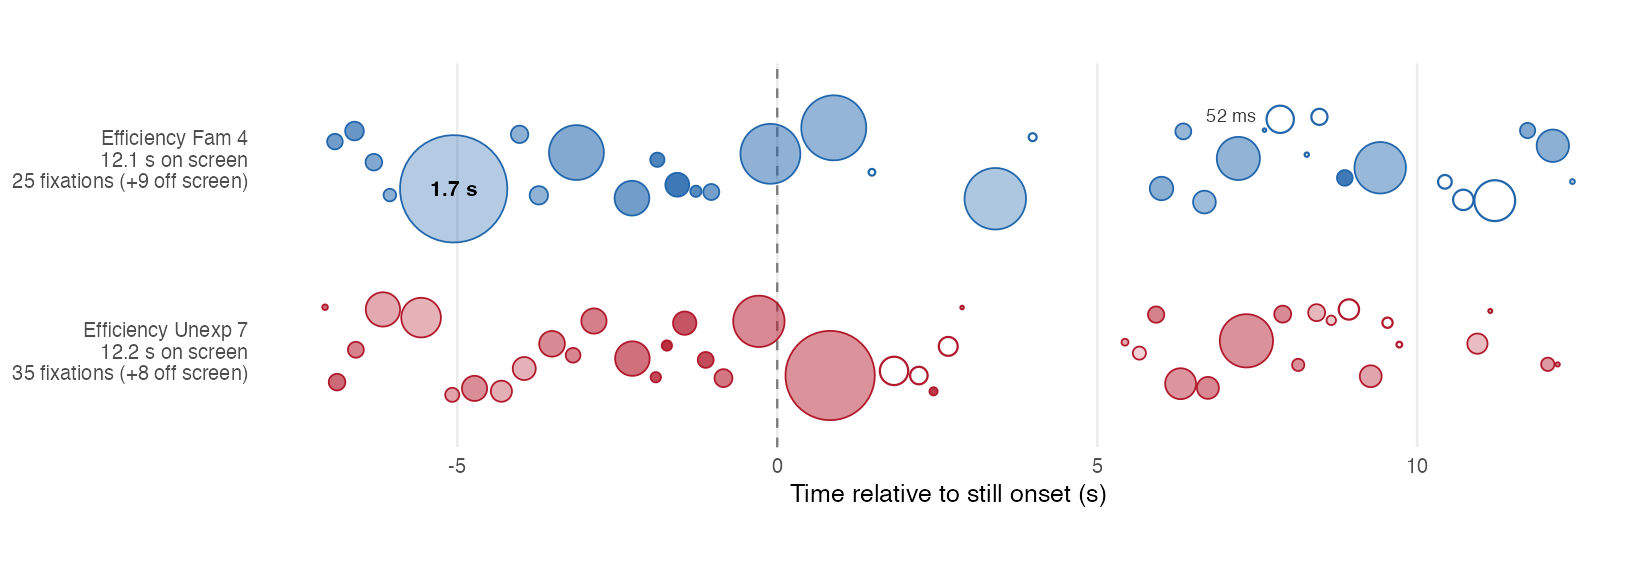 52 ms
Efficiency Fam 4
12.1 s on screen
25 fixations (+9 off screen)
1.7 s
Efficiency Unexp 7
12.2 s on screen
35 fixations (+8 off screen)
-5 0 5 10
Time relative to still onset (s)